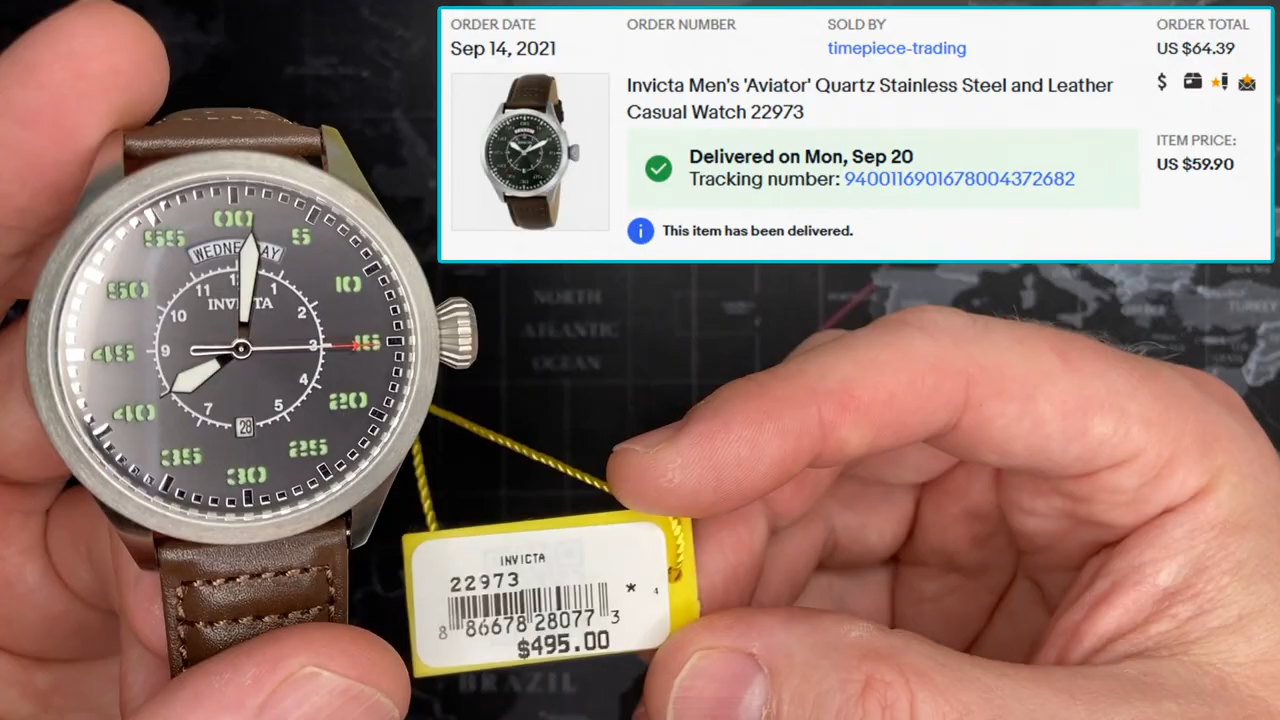 ORDER DATE
Sep 14, 2021
ORDER NUMBER
SOLD BY
timepiece-trading
ORDER TOTAL
US $64.39
Invicta Men's 'Aviator' Quartz Stainless Steel and Leather
Casual Watch 22973
Delivered on Mon, Sep 20
Tracking number: 9400116901678004372682
This item has been delivered.
ITEM PRICE:
US $59.90
00
5
10
15
20
25
30
35
40
45
50
55
WEDNESDAY
11
1
2
3
4
5
7
9
10
INVICTA
28
NORTH
ATLANTIC
OCEAN
BRAZIL
INVICTA
22973
* 4
8 86678 28077 3
$495.00